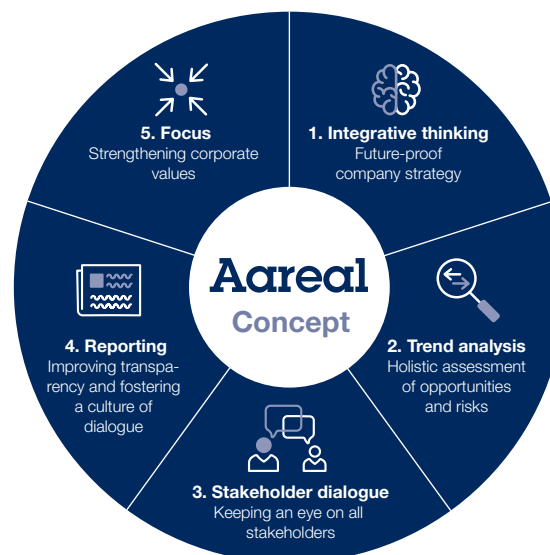 5. Focus
Strengthening corporate
values
1. Integrative thinking
Future-proof
company strategy
Aareal
Concept
4. Reporting
Improving transpa-
rency and fostering
a culture of
dialogue
2. Trend analysis
Holistic assessment
of opportunities
and risks
3. Stakeholder dialogue
Keeping an eye on all
stakeholders